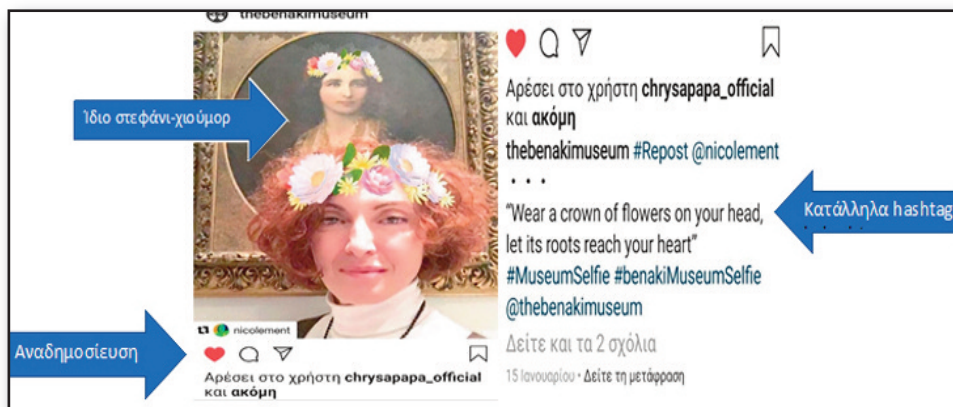 thebenakimuseum
Ίδιο στεφάνι-χιούμορ
nicolement
Αναδημοσίευση
Αρέσει στο χρήστη chrysapapa_official
και ακόμη
Αρέσει στο χρήστη chrysapapa_official
και ακόμη
thebenakimuseum #Repost @nicolement
• • •
“Wear a crown of flowers on your head,
let its roots reach your heart”
#MuseumSelfie #benakiMuseumSelfie
@thebenakimuseum
Δείτε και τα 2 σχόλια
15 Ιανουαρίου • Δείτε τη μετάφραση
Κατάλληλα hashtag